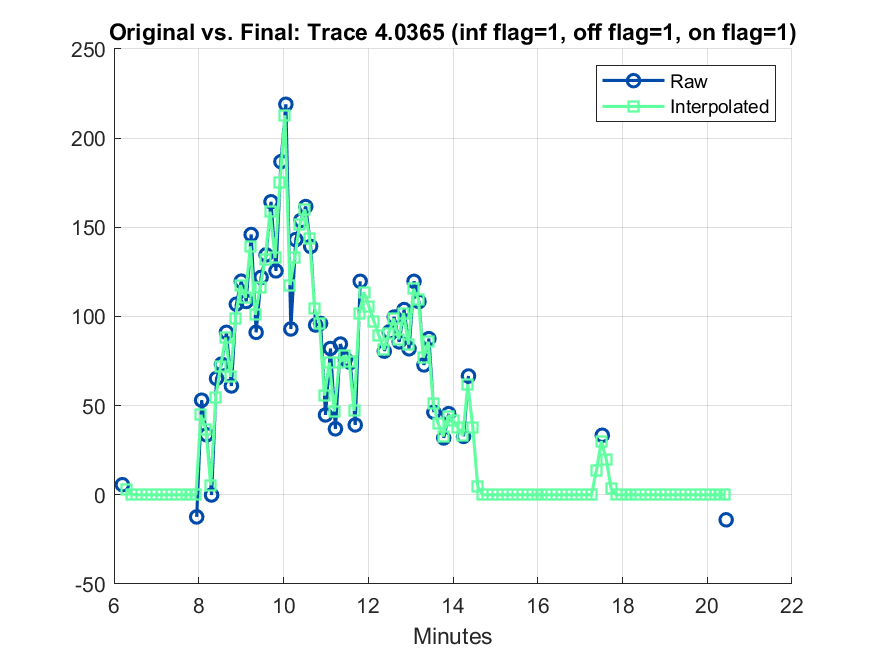 Original vs. Final: Trace 4.0365 (inf flag=1, off flag=1, on flag=1)
250
200
150
100
50
0
-50
6 8 10 12 14 16 18 20 22
Minutes
Raw
Interpolated